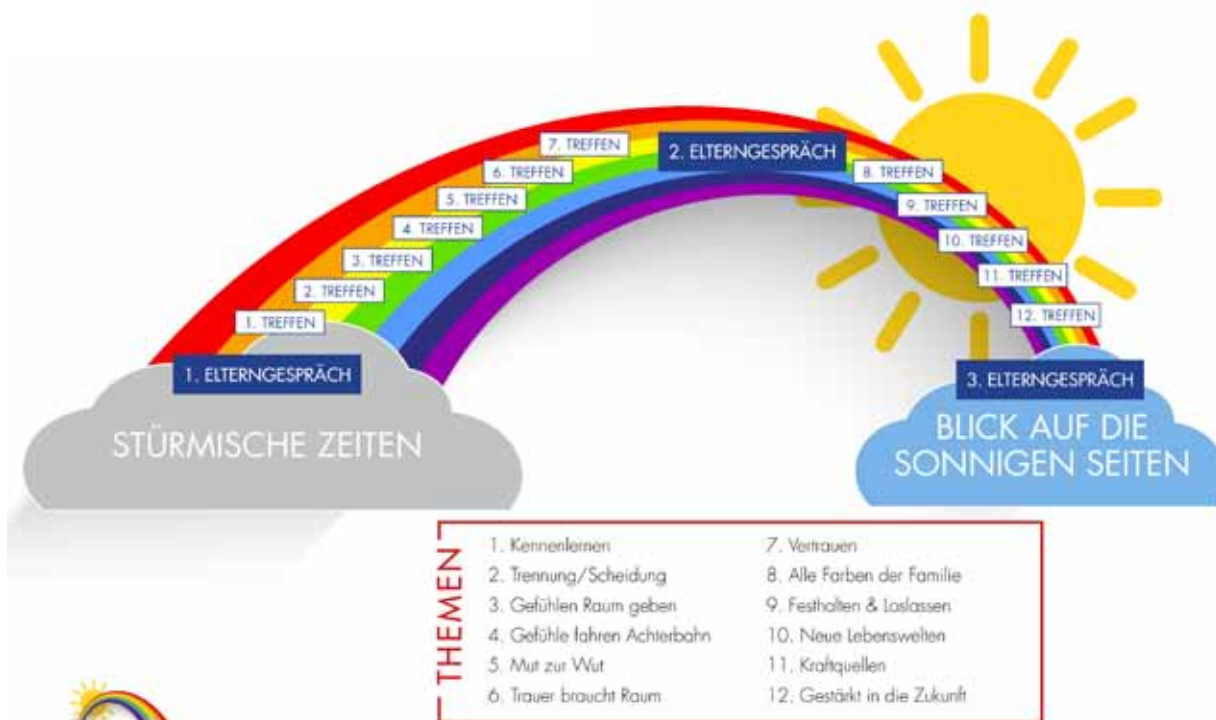 1. ELTERNGESPRÄCH
1. TREFFEN
2. TREFFEN
3. TREFFEN
4. TREFFEN
5. TREFFEN
6. TREFFEN
7. TREFFEN
2. ELTERNGESPRÄCH
8. TREFFEN
9. TREFFEN
10. TREFFEN
11. TREFFEN
12. TREFFEN
3. ELTERNGESPRÄCH
STÜRMISCHE ZEITEN
BLICK AUF DIE
SONNIGEN SEITEN
THEMEN
1. Kennenlernen
2. Trennung/Scheidung
3. Gefühlen Raum geben
4. Gefühle fahren Achterbahn
5. Mut zur Wut
6. Trauer braucht Raum
7. Vertrauen
8. Alle Farben der Familie
9. Festhalten & Loslassen
10. Neue Lebenswelten
11. Kraftquellen
12. Gestärkt in die Zukunft